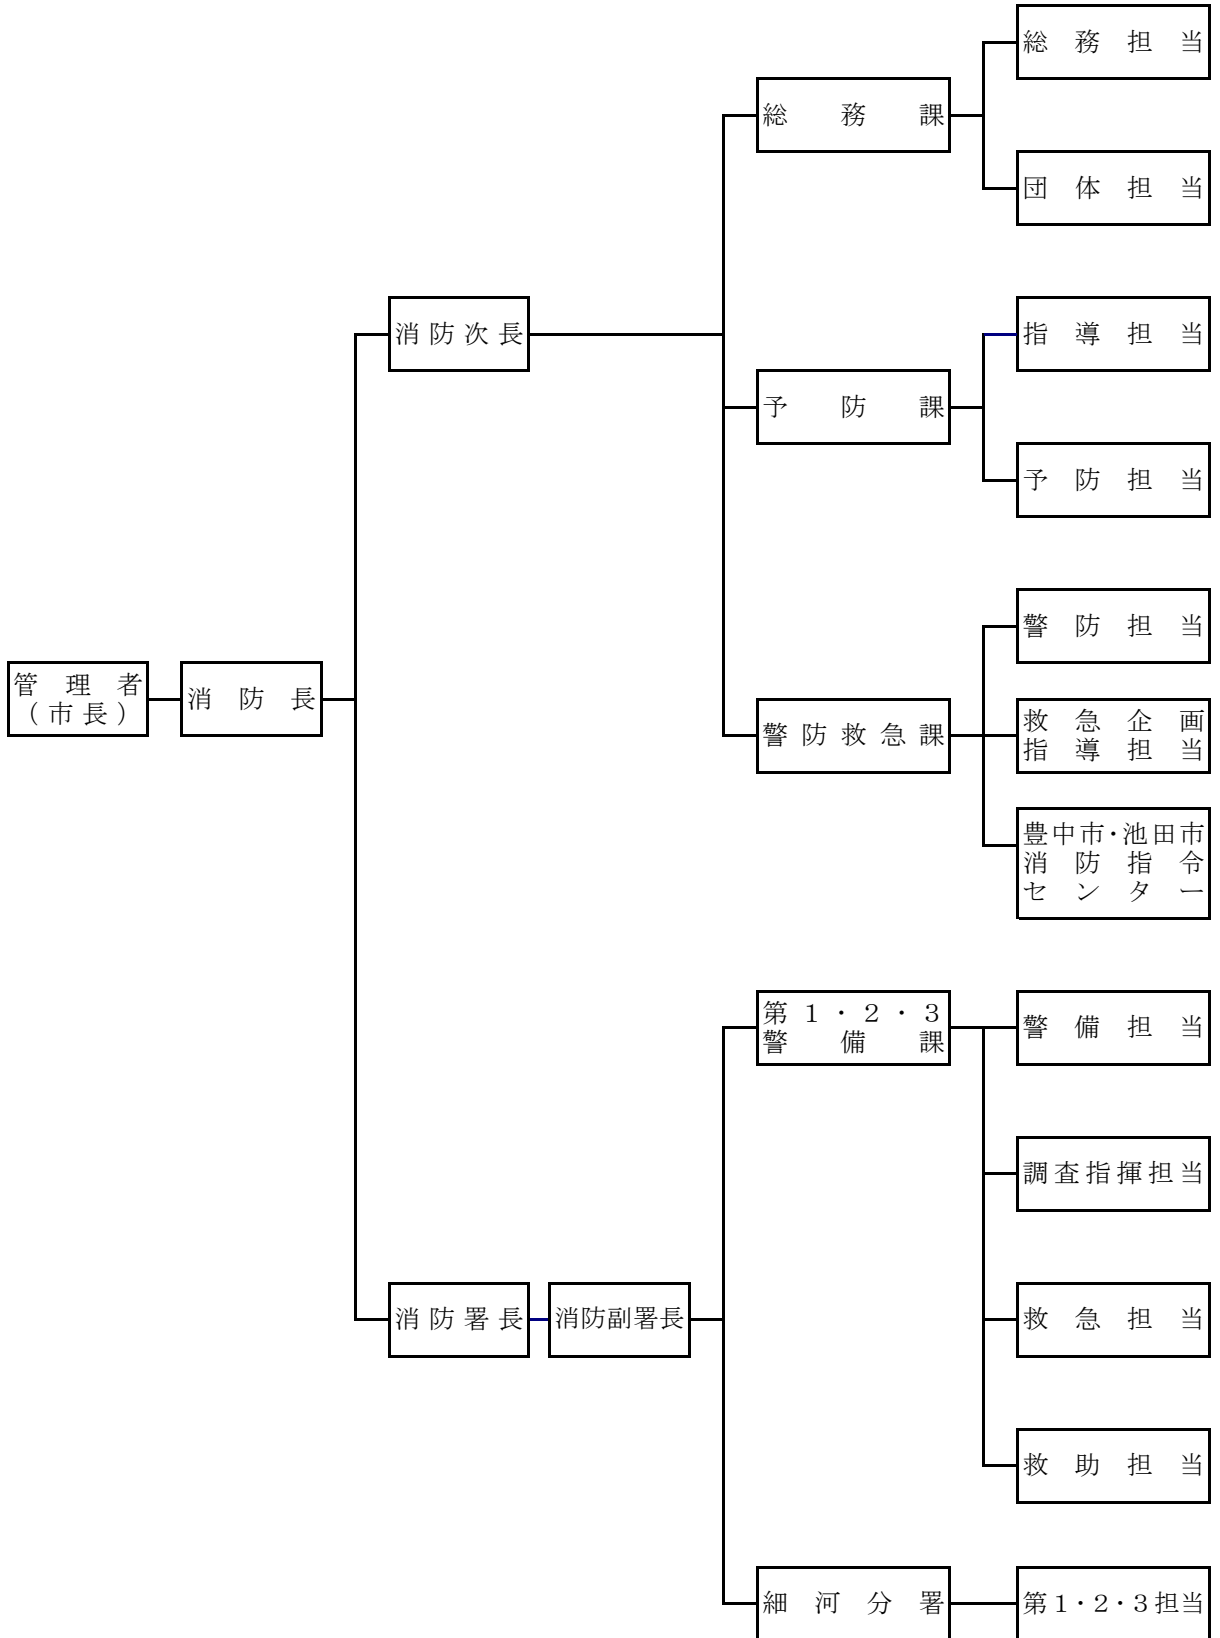 総務担当
総務課
団体担当
消防次長
指導担当
予防課
予防担当
警防担当
管理者
(市長)
消防長
警防救急課
救急企画
指導担当
豊中市・池田市
消防指令
センター
第1・2・3
警備課
警備担当
調査指揮担当
消防署長
消防副署長
救急担当
救助担当
細河分署
第1・2・3担当